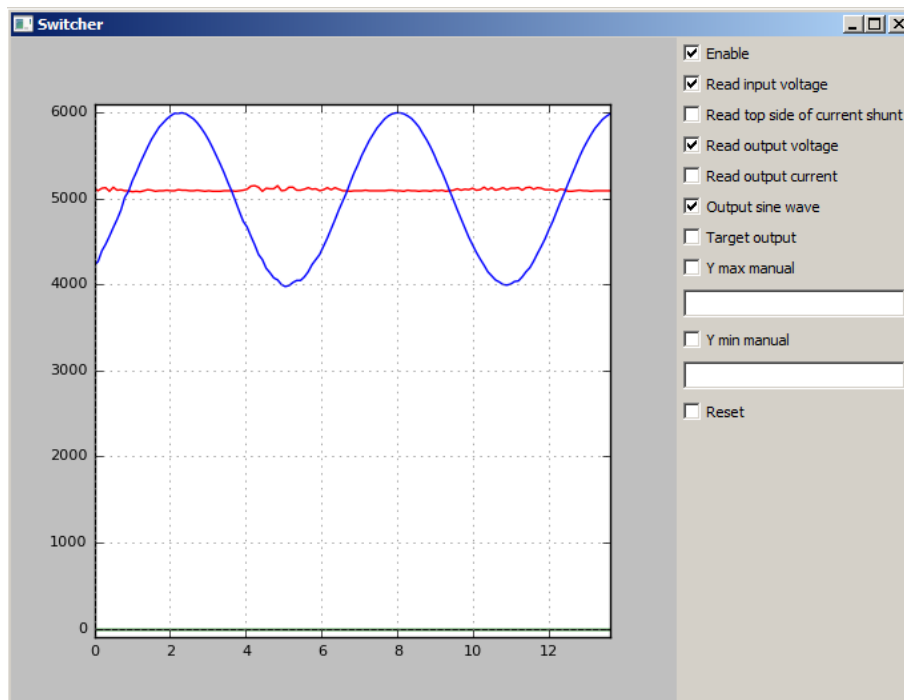 Switcher
Enable
Read input voltage
Read top side of current shunt
Read output voltage
Read output current
Output sine wave
Target output
Y max manual
Y min manual
Reset
6000
5000
4000
3000
2000
1000
0
0 2 4 6 8 10 12